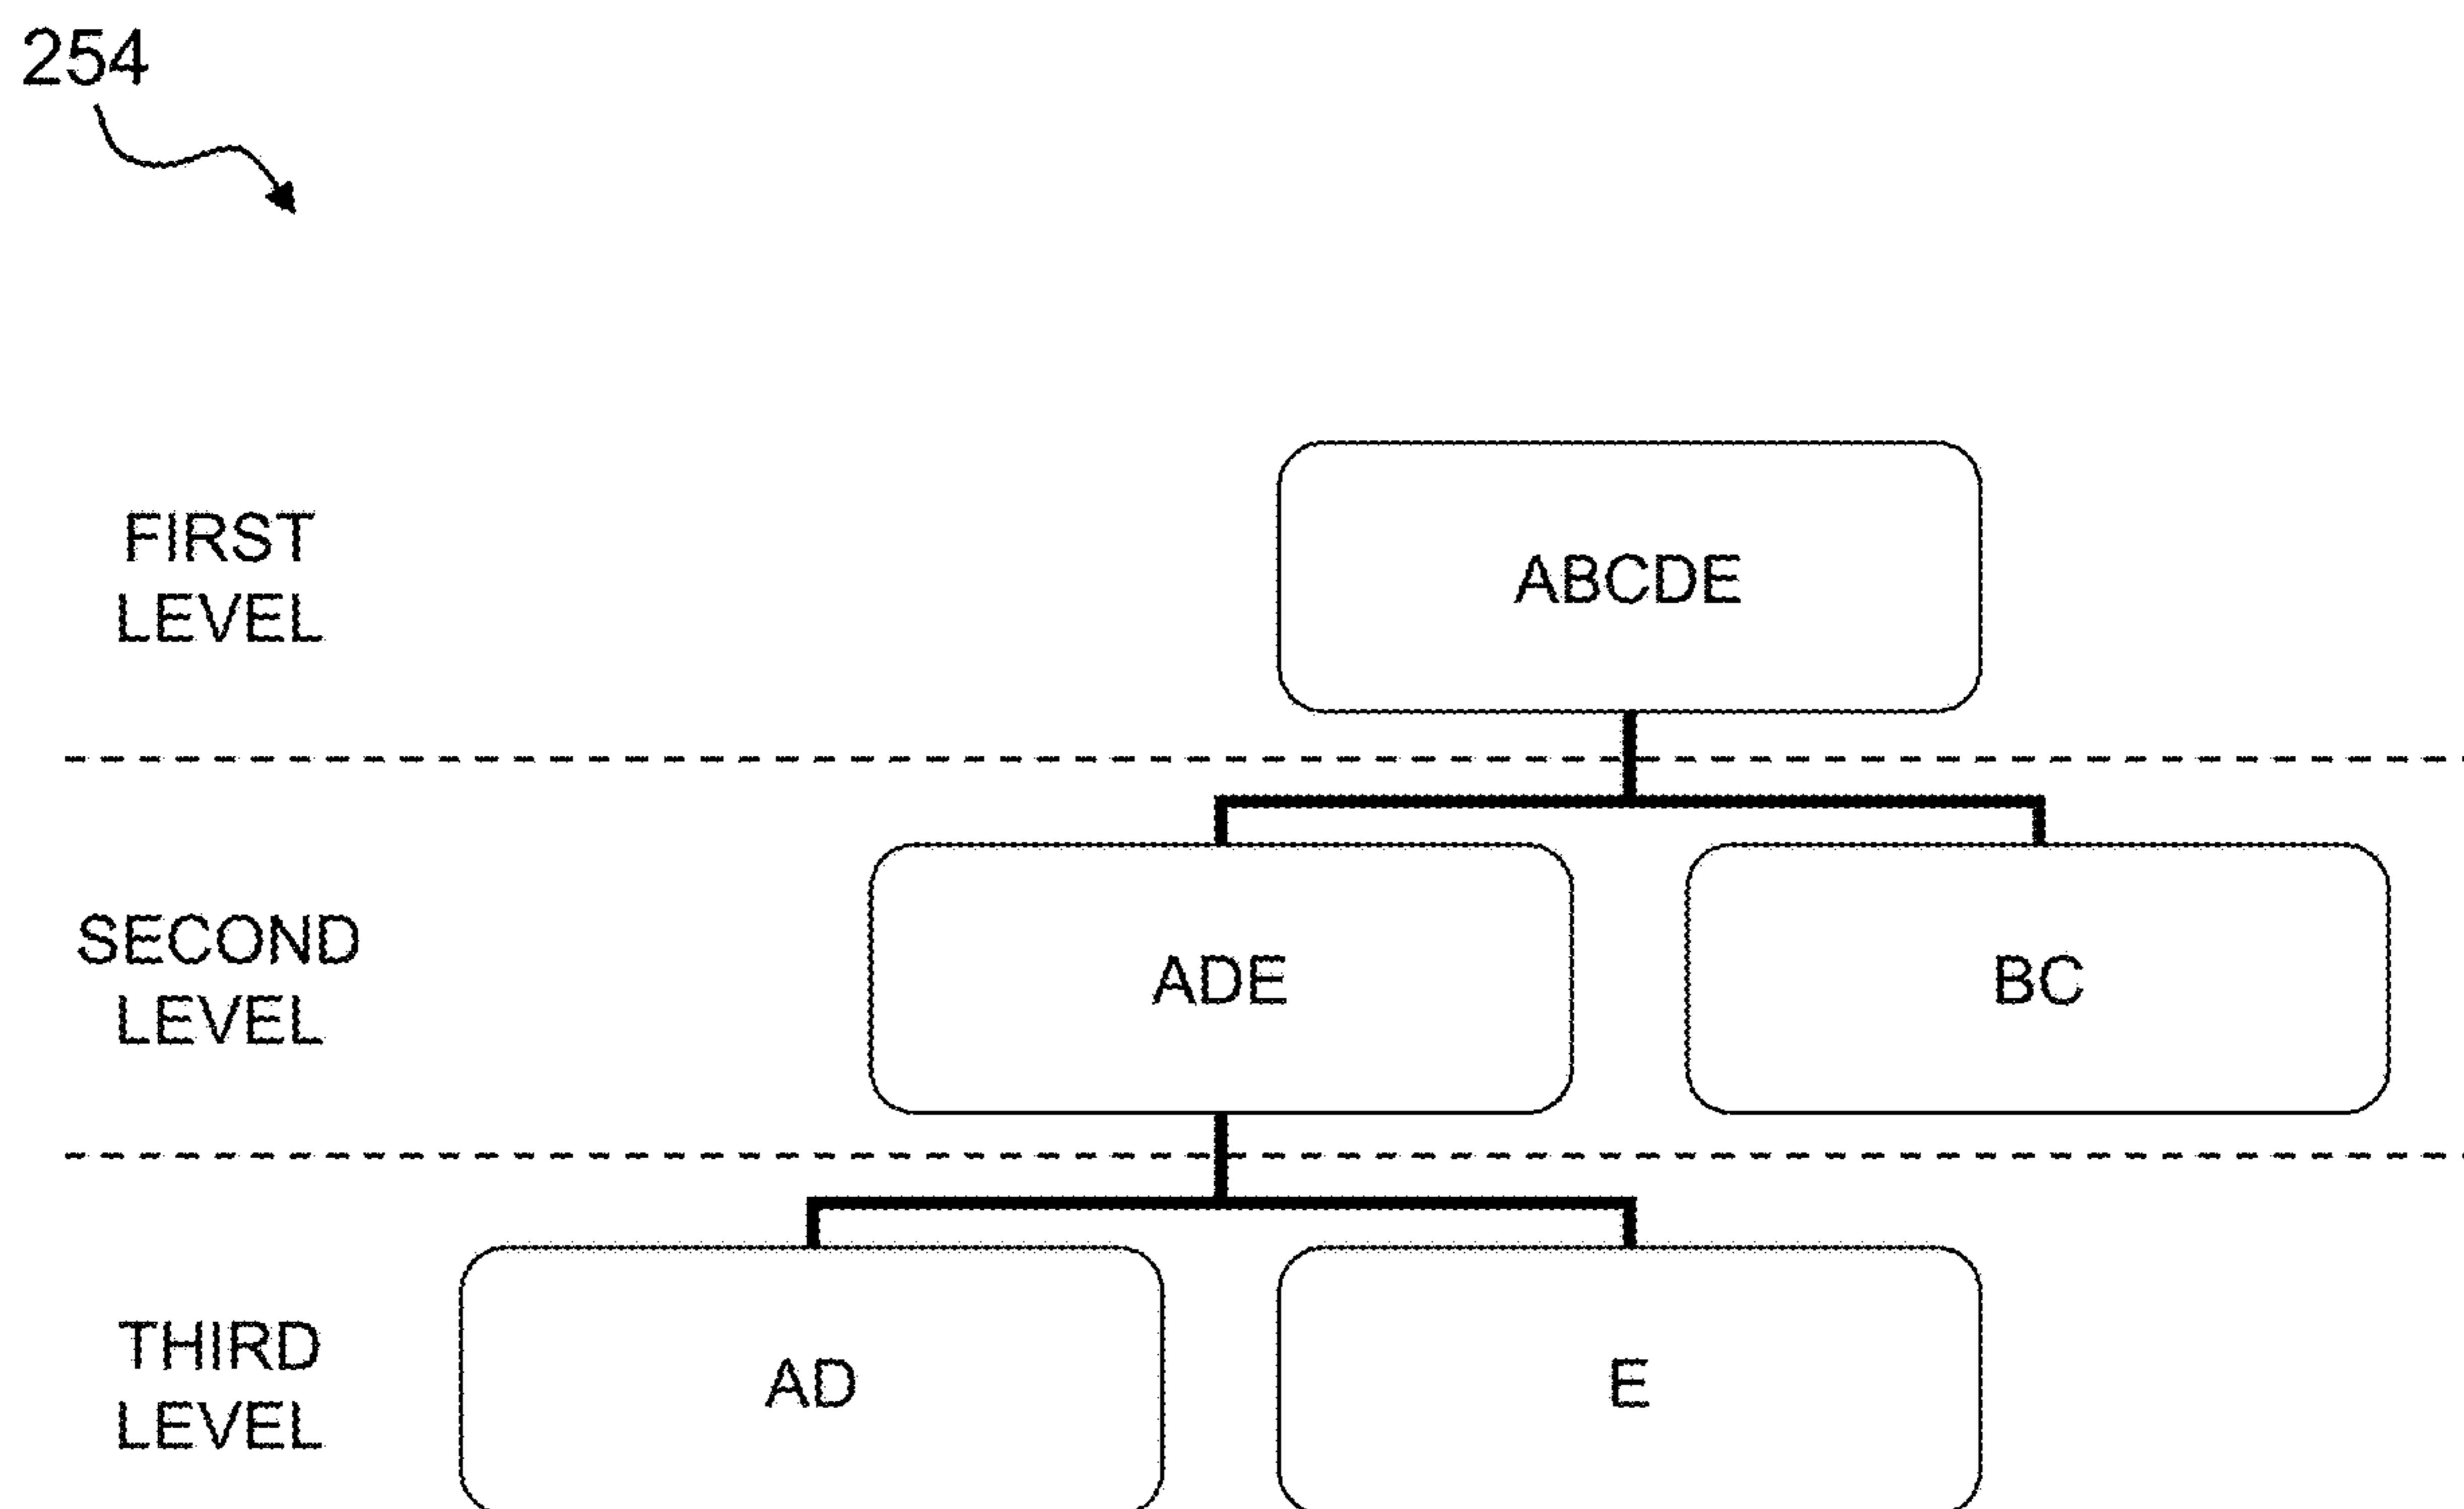 254
FIRST
LEVEL
ABCDE
SECOND
LEVEL
ADE
BC
THIRD
LEVEL
AD
E